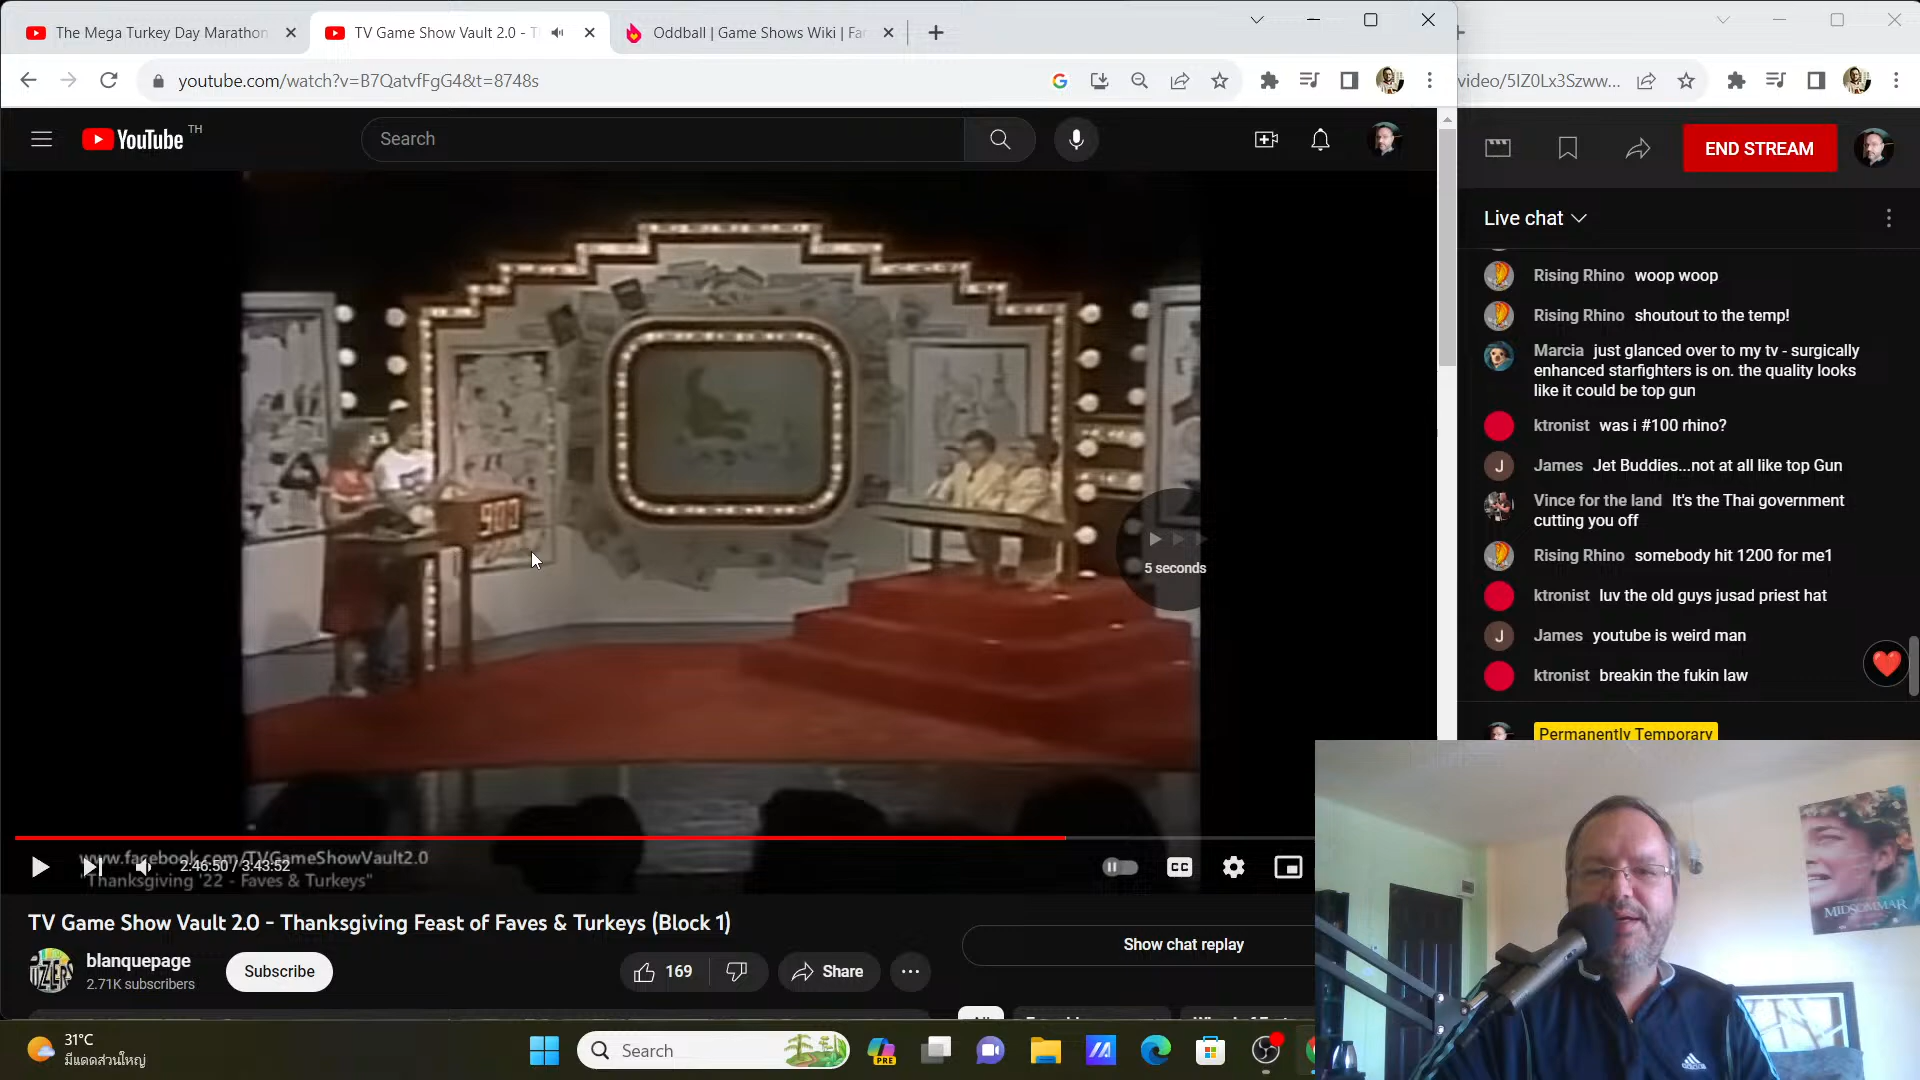 The Mega Turkey Day Marathon
TV Game Show Vault 2.0 - T
Oddball | Game Shows Wiki | Fan
youtube.com/watch?v=B7QatvfFgG4&t=8748s
video/5IZ0Lx3Szww...
YouTube TH
Search
END STREAM
Live chat
Rising Rhino woop woop
Rising Rhino shoutout to the temp!
Marcia just glanced over to my tv - surgically
enhanced starfighters is on. the quality looks
like it could be top gun
ktronist was i #100 rhino?
J James Jet Buddies...not at all like top Gun
Vince for the land It's the Thai government
cutting you off
Rising Rhino somebody hit 1200 for me1
ktronist luv the old guys jusad priest hat
J James youtube is weird man
ktronist breakin the fukin law
Permanently Temporary
900
5 seconds
www.facebook.com/TVGameShowVault2.0
2:46:50 / 3:43:52
"Thanksgiving '22 - Faves & Turkeys"
CC
TV Game Show Vault 2.0 - Thanksgiving Feast of Faves & Turkeys (Block 1)
blanquepage
2.71K subscribers
Subscribe
169
Share
Show chat replay
MIDSOMMAR
31°C
มีแดดส่วนใหญ่
Search
PRE